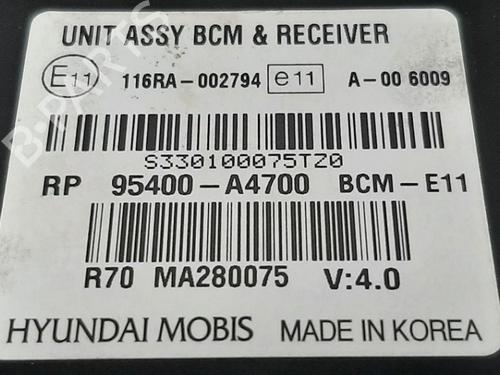 UNIT ASSY BCM & RECEIVER
E11 116RA-002794 e11 A-00 6009
S330100075TZ0
RP 95400-A4700 BCM-E11
R70 MA280075 V:4.0
HYUNDAI MOBIS MADE IN KOREA
B-PARTS